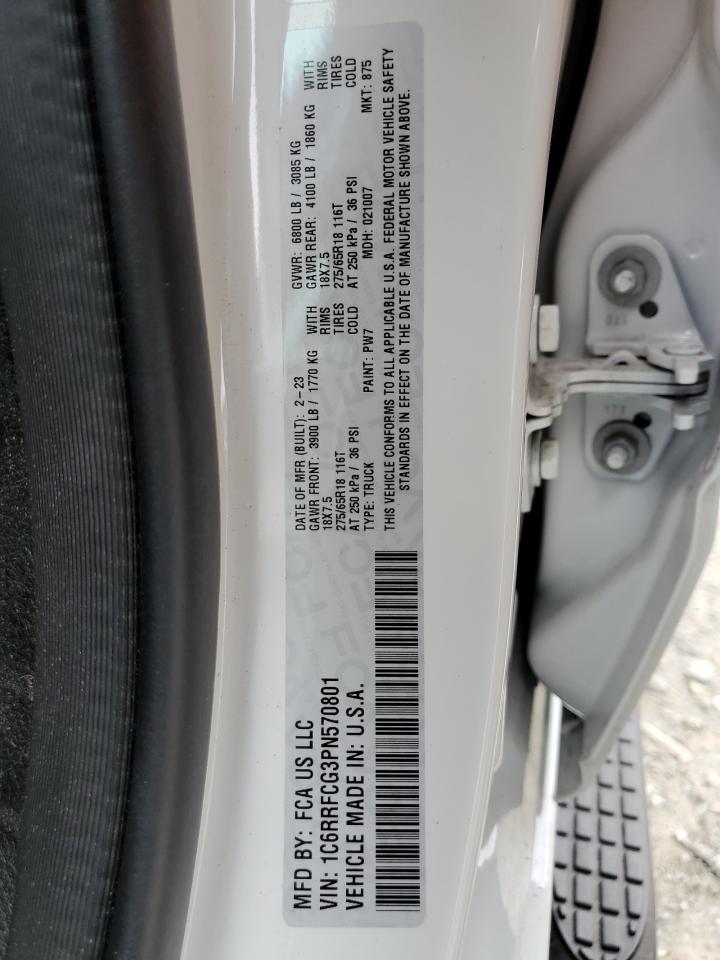 MFD BY: FCA US LLC
DATE OF MFR (BUILT): 2-23 GVWR: 6800 LB / 3085 KG
GAWR FRONT: 3900 LB / 1770 KG WITH GAWR REAR: 4100 LB / 1860 KG WITH
18X7.5 RIMS 18X7.5 RIMS
275/65R18 116T TIRES 275/65R18 116T TIRES
AT 250 kPa / 36 PSI COLD AT 250 kPa / 36 PSI COLD
VIN: 1C6RRFCG3PN570801
TYPE: TRUCK PAINT: PW7 MDH: 021007 MKT: 875
VEHICLE MADE IN: U.S.A.
THIS VEHICLE CONFORMS TO ALL APPLICABLE U.S.A. FEDERAL MOTOR VEHICLE SAFETY
STANDARDS IN EFFECT ON THE DATE OF MANUFACTURE SHOWN ABOVE.